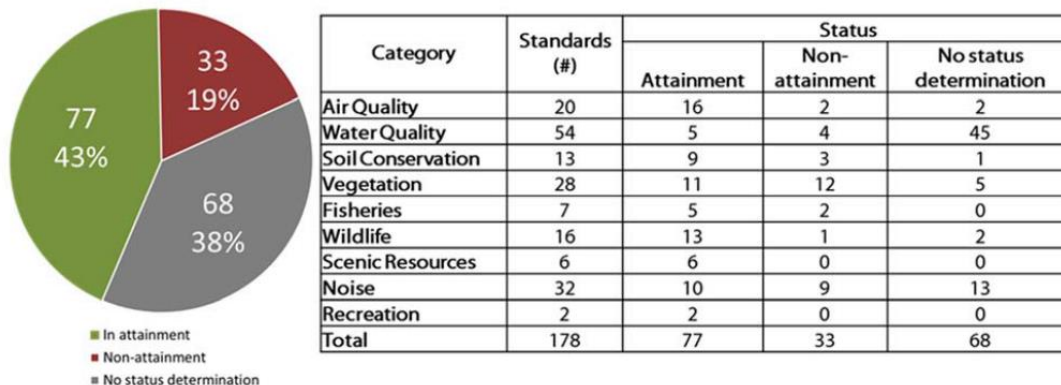 33
19%
77
43%
68
38%
In attainment
Non-attainment
No status determination
Category Standards (#) Status
Attainment Non-attainment No status determination
Air Quality 20 16 2 2
Water Quality 54 5 4 45
Soil Conservation 13 9 3 1
Vegetation 28 11 12 5
Fisheries 7 5 2 0
Wildlife 16 13 1 2
Scenic Resources 6 6 0 0
Noise 32 10 9 13
Recreation 2 2 0 0
Total 178 77 33 68